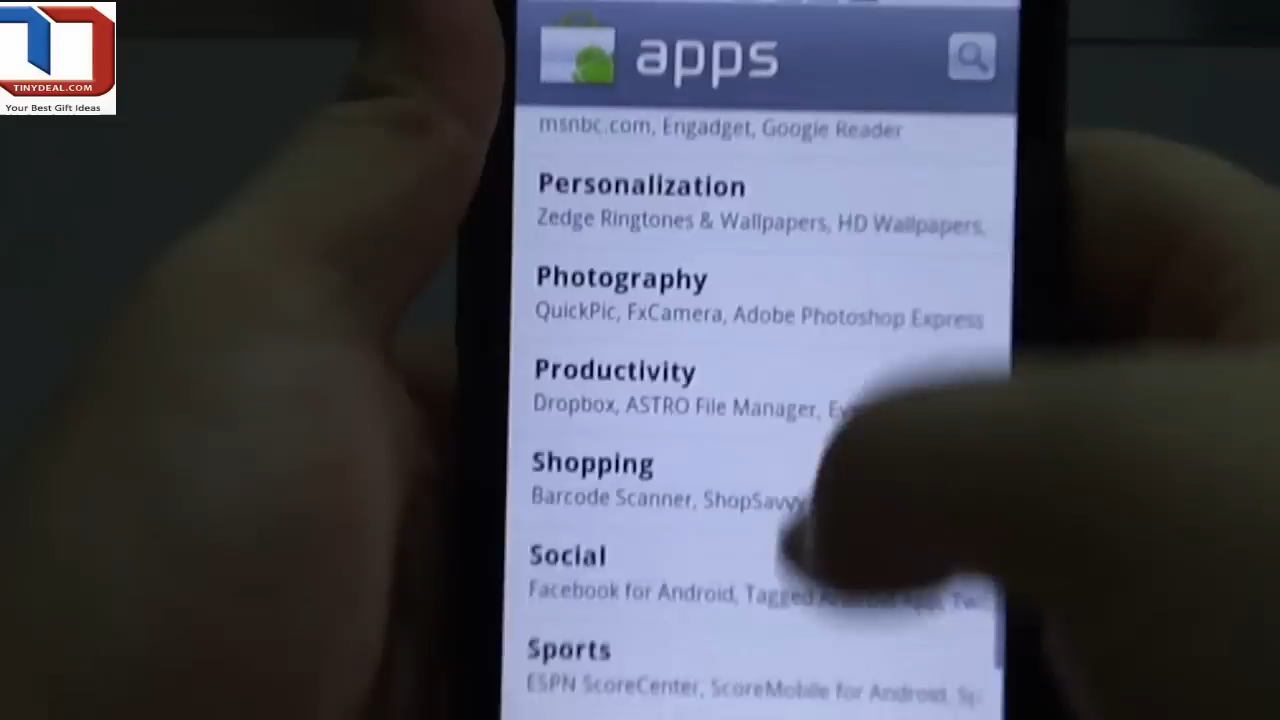 TINYDEAL.COM
Your Best Gift Ideas
apps
msnbc.com, Engadget, Google Reader
Personalization
Zedge Ringtones & Wallpapers, HD Wallpapers,
Photography
QuickPic, FxCamera, Adobe Photoshop Express
Productivity
Dropbox, ASTRO File Manager,
Shopping
Barcode Scanner, ShopSavvy
Social
Facebook for Android, Tagged
Sports
ESPN ScoreCenter, ScoreMobile for Android,